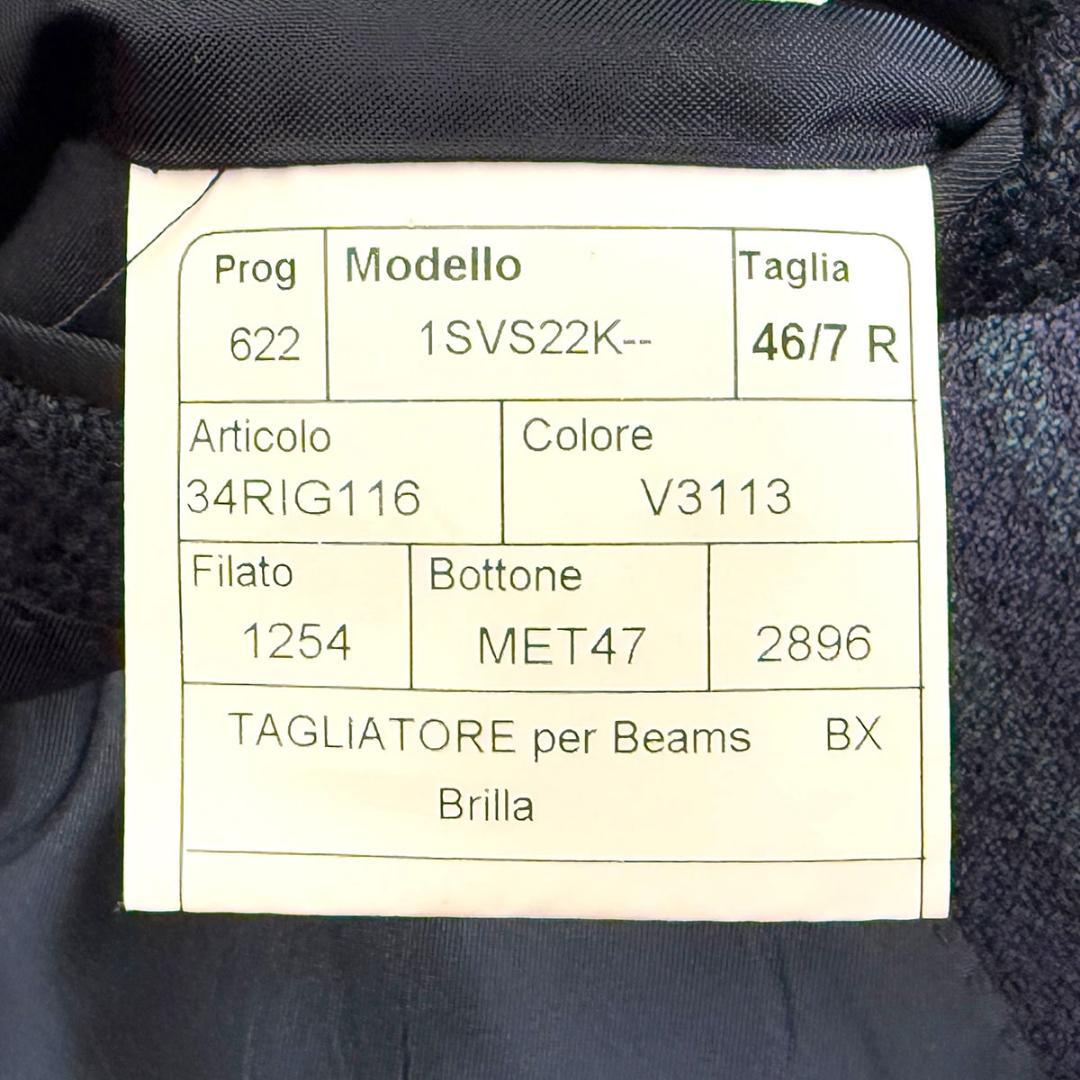 Prog Modello Taglia
622 1SVS22K-- 46/7 R
Articolo Colore
34RIG116 V3113
Filato Bottone
1254 MET47 2896
TAGLIATORE per Beams BX
Brilla